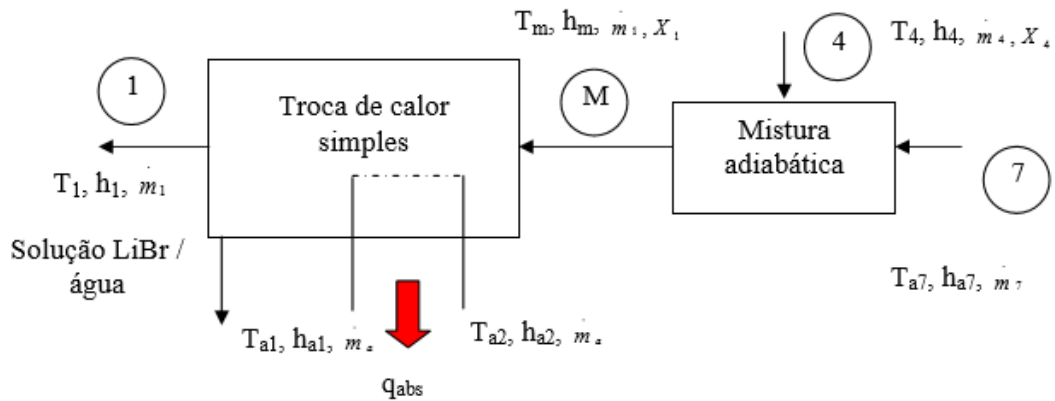 Tm, hm, ṁ1, X1
4
T4, h4, ṁ4, X4
1
Troca de calor
simples
M
Mistura
adiabática
7
T1, h1, ṁ1
Solução LiBr /
água
Ta7, ha7, ṁ7
Ta1, ha1, ṁa
Ta2, ha2, ṁa
qabs